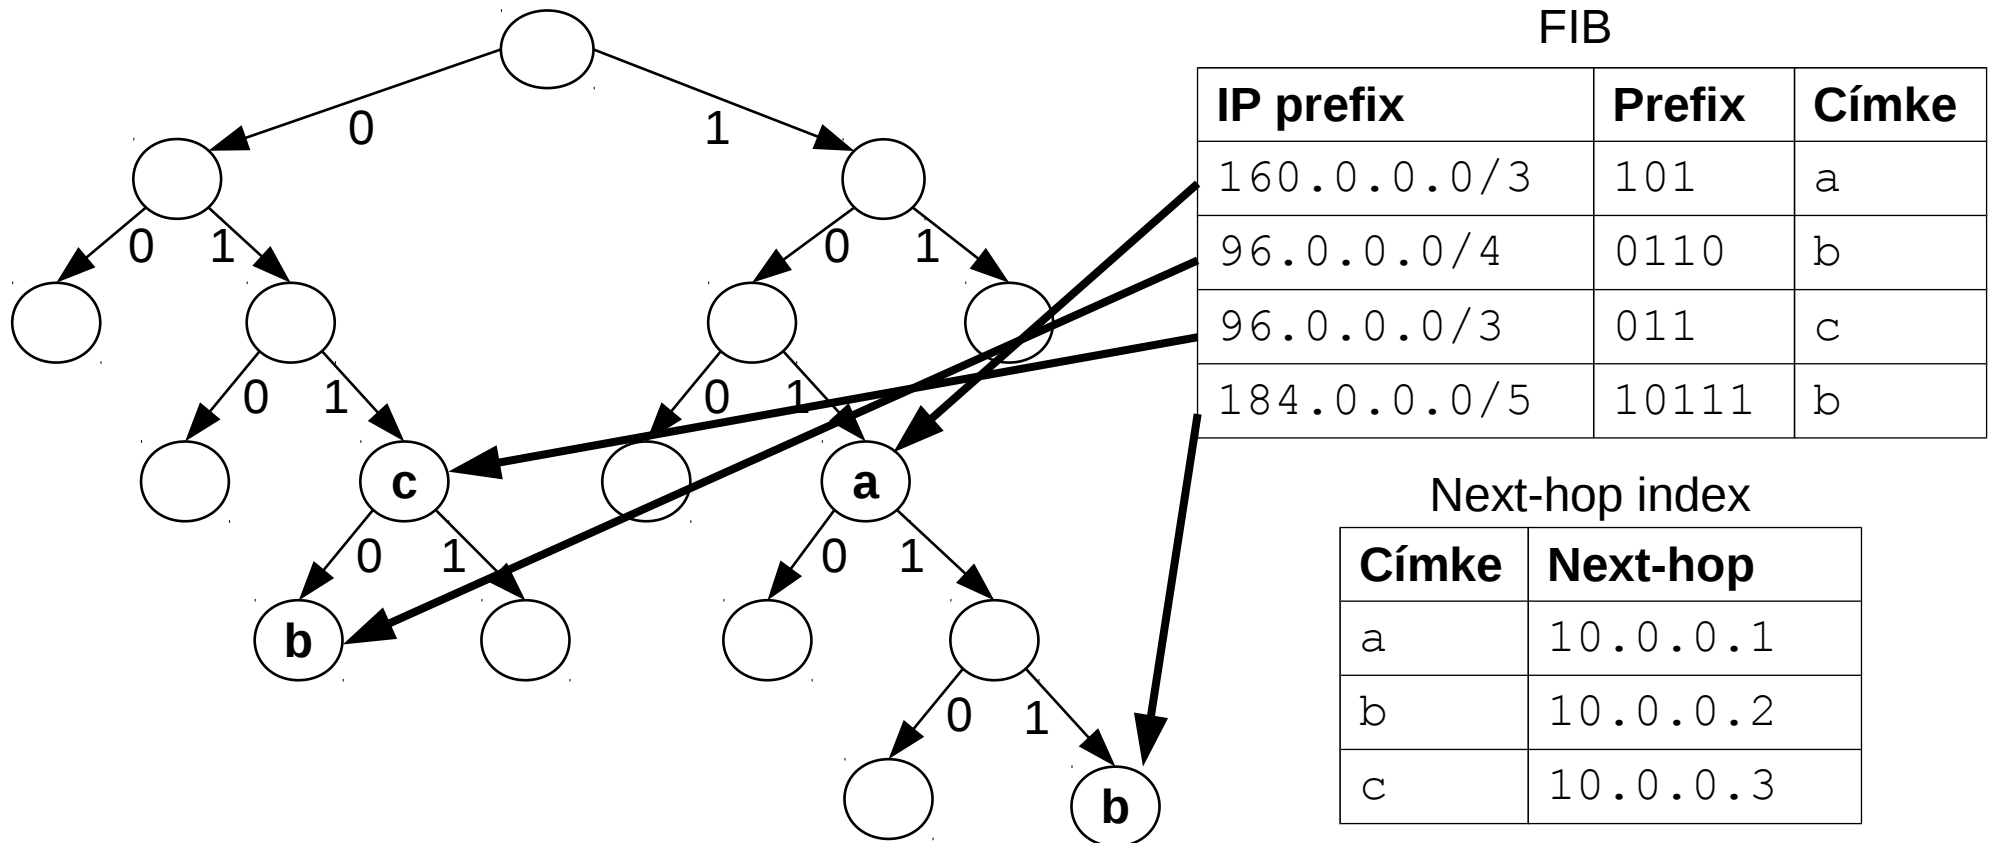 FIB
IP prefix Prefix Címke
160.0.0.0/3 101 a
96.0.0.0/4 0110 b
96.0.0.0/3 011 c
184.0.0.0/5 10111 b
Next-hop index
Címke Next-hop
a 10.0.0.1
b 10.0.0.2
c 10.0.0.3
0 1
0 1 0 1
0 1 0 1
c a
0 1 0 1
b
0 1
b